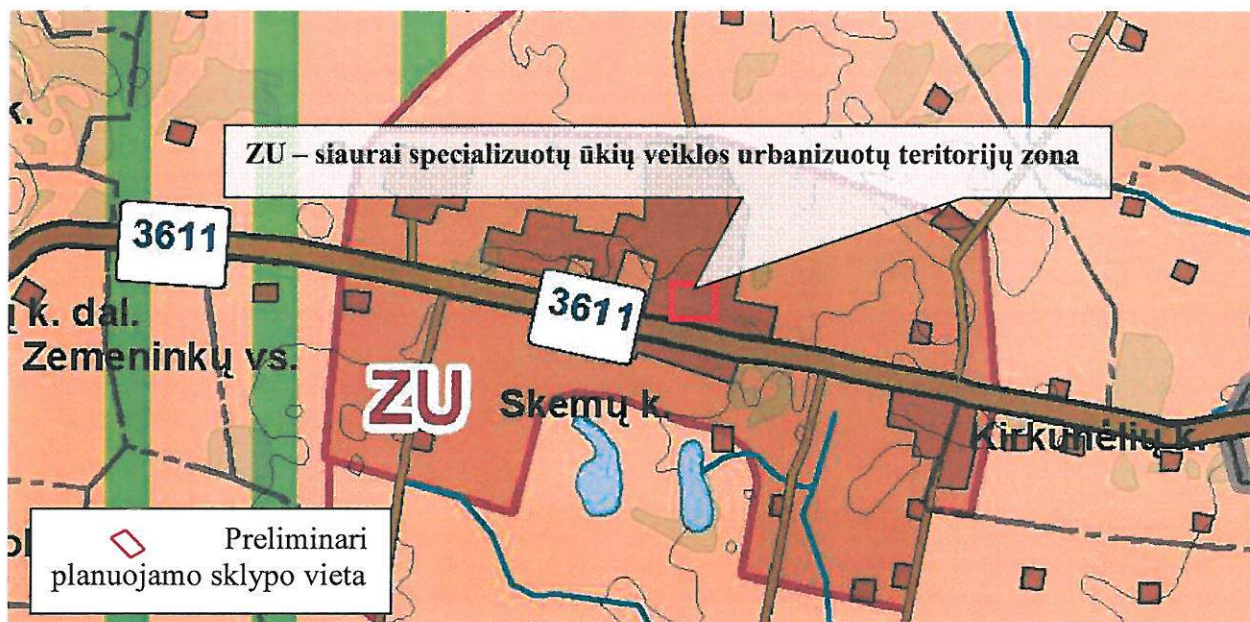 k.
ZU – siaurai specializuotų ūkių veiklos urbanizuotų teritorijų zona
3611
3611
k. dal.
Zemeninkų vs.
ZU
Skemų k.
Kirkunėlių k.
Preliminari
planuojamo sklypo vieta